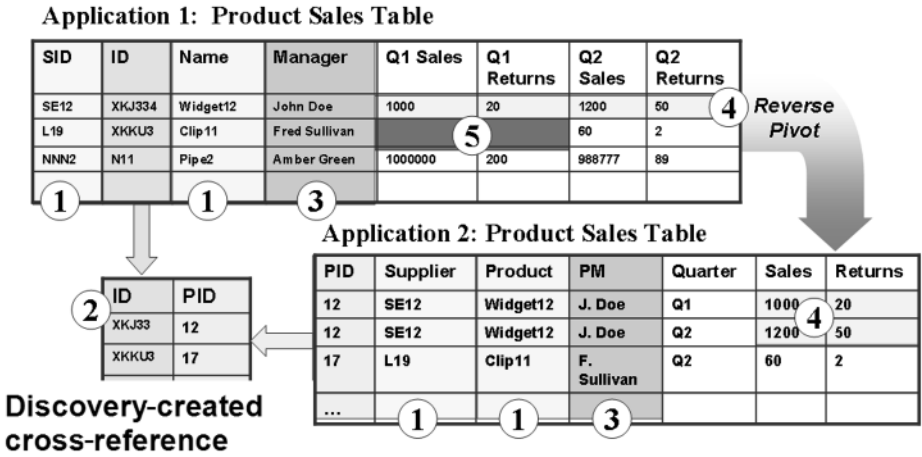 Application 1: Product Sales Table
SID ID Name Manager Q1 Sales Q1 Returns Q2 Sales Q2 Returns
SE12 XKJ334 Widget12 John Doe 1000 20 1200 50 4
L19 XKKU3 Clip11 Fred Sullivan 5 60 2
NNN2 N11 Pipe2 Amber Green 1000000 200 988777 89
1 1 3
Reverse
Pivot
Application 2: Product Sales Table
PID Supplier Product PM Quarter Sales Returns
12 SE12 Widget12 J. Doe Q1 1000 20
12 SE12 Widget12 J. Doe Q2 1200 50
4
17 L19 Clip11 F. Sullivan Q2 60 2
...
1 1 3
2
ID PID
XKJ33 12
XKKU3 17
Discovery-created
cross-reference